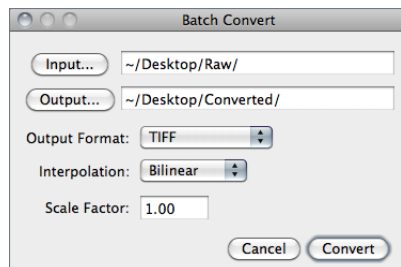 Batch Convert
Input... ~/Desktop/Raw/
Output... ~/Desktop/Converted/
Output Format: TIFF
Interpolation: Bilinear
Scale Factor: 1.00
Cancel Convert